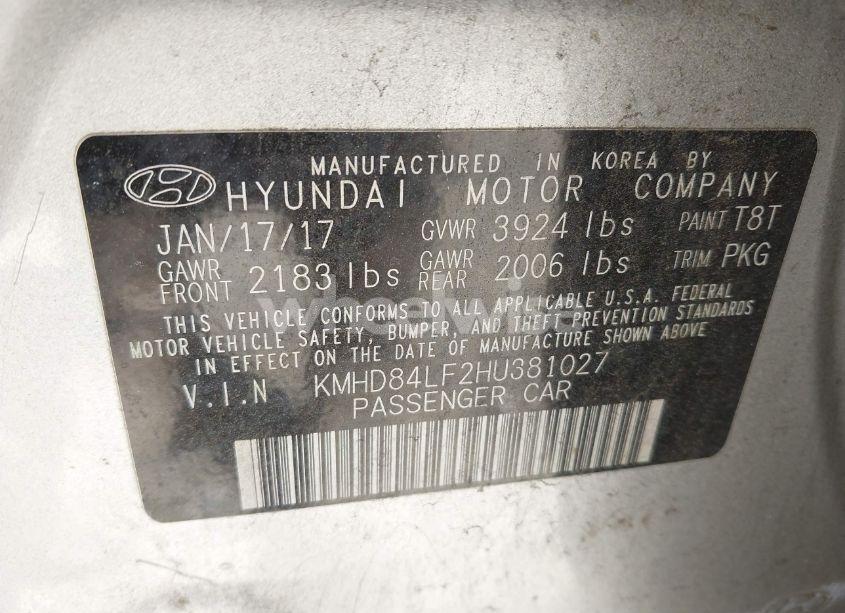 MANUFACTURED IN KOREA BY
HYUNDAI MOTOR COMPANY
JAN/17/17 GVWR 3924 lbs PAINT T8T
GAWR FRONT 2183 lbs GAWR REAR 2006 lbs TRIM PKG
THIS VEHICLE CONFORMS TO ALL APPLICABLE U.S.A. FEDERAL
MOTOR VEHICLE SAFETY, BUMPER, AND THEFT PREVENTION STANDARDS
IN EFFECT ON THE DATE OF MANUFACTURE SHOWN ABOVE
V.I.N KMHD84LF2HU381027
PASSENGER CAR